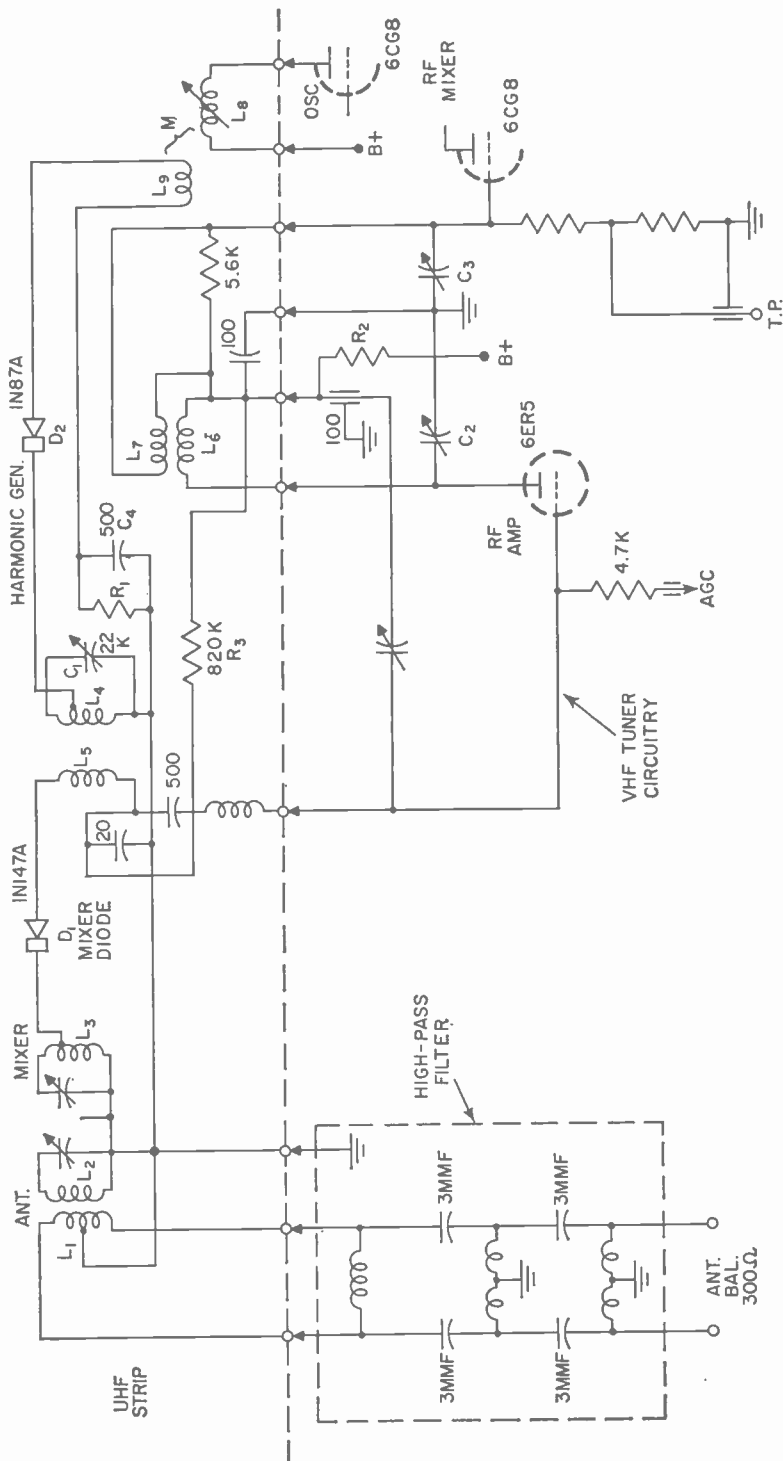 UHF
STRIP
ANT.
L1
L2
MIXER
L3
IN147A
D1
MIXER
DIODE
20
500
L5
L4
C1
22
K
R1
500
C4
HARMONIC GEN.
IN87A
D2
820K
R3
L7
L6
100
5.6K
L9
M
L8
OSC
6CG8
B+
RF
MIXER
6CG8
C3
R2
B+
100
C2
6ER5
RF
AMP
4.7K
AGC
T.P.
VHF TUNER
CIRCUITRY
HIGH-PASS
FILTER
3MMF
3MMF
3MMF
3MMF
ANT.
BAL.
300Ω